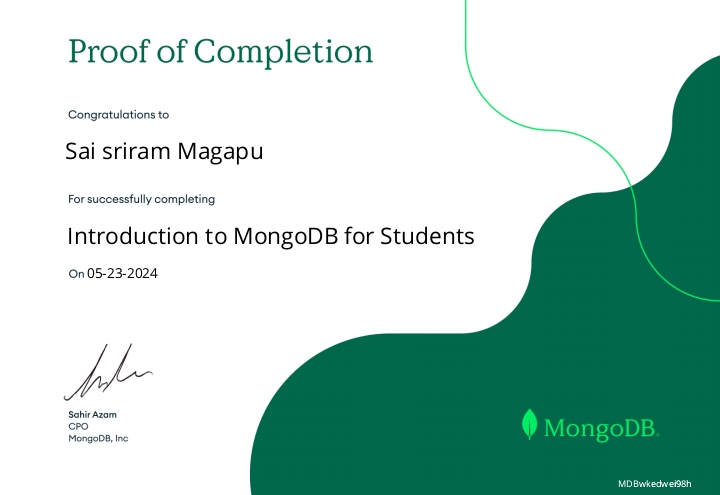 Proof of Completion
Congratulations to
Sai sriram Magapu
For successfully completing
Introduction to MongoDB for Students
On 05-23-2024
Sahir Azam
CPO
MongoDB, Inc
MongoDB.
MDBwkedwei98h